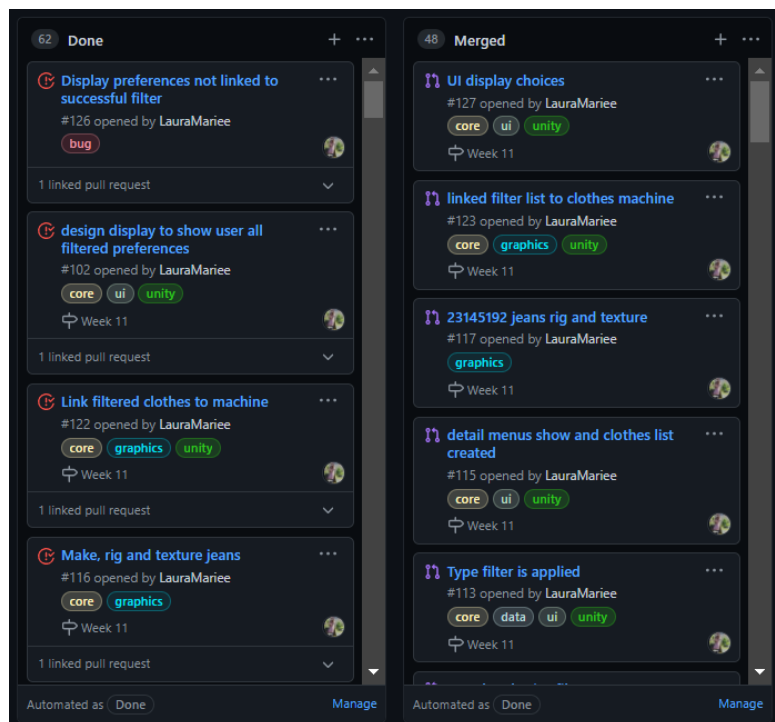 62 Done
Display preferences not linked to
successful filter
#126 opened by LauraMariee
bug
1 linked pull request
design display to show user all
filtered preferences
#102 opened by LauraMariee
core ui unity
Week 11
1 linked pull request
Link filtered clothes to machine
#122 opened by LauraMariee
core graphics unity
Week 11
1 linked pull request
Make, rig and texture jeans
#116 opened by LauraMariee
core graphics
Week 11
1 linked pull request
Automated as Done Manage
48 Merged
UI display choices
#127 opened by LauraMariee
core ui unity
Week 11
linked filter list to clothes machine
#123 opened by LauraMariee
core graphics unity
Week 11
23145192 jeans rig and texture
#117 opened by LauraMariee
graphics
Week 11
detail menus show and clothes list
created
#115 opened by LauraMariee
core ui unity
Week 11
Type filter is applied
#113 opened by LauraMariee
core data ui unity
Week 11
Automated as Done Manage